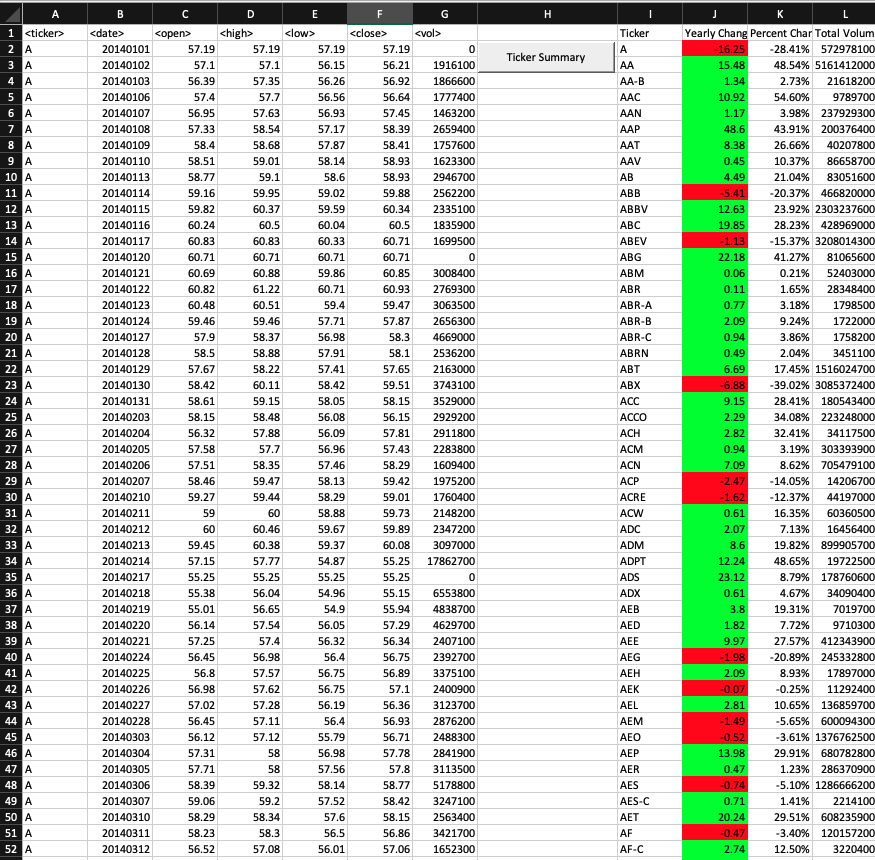 A B C D E F G H I J K L
1 <ticker> <date> <open> <high> <low> <close> <vol> Ticker Yearly Chang Percent Char Total Volum
2 A 20140101 57.19 57.19 57.19 57.19 0 Ticker Summary A -16.25 -28.41% 572978100
3 A 20140102 57.1 57.1 56.15 56.21 1916100 AA 15.48 48.54% 5161412000
4 A 20140103 56.39 57.35 56.26 56.92 1866600 AA-B 1.34 2.73% 21618200
5 A 20140106 57.4 57.7 56.56 56.64 1777400 AAC 10.92 54.60% 9789700
6 A 20140107 56.95 57.63 56.93 57.45 1463200 AAN 1.17 3.98% 237929300
7 A 20140108 57.33 58.54 57.17 58.39 2659400 AAP 48.6 43.91% 200376400
8 A 20140109 58.4 58.68 57.87 58.41 1757600 AAT 8.38 26.66% 40207800
9 A 20140110 58.51 59.01 58.14 58.93 1623300 AAV 0.45 10.37% 86658700
10 A 20140113 58.77 59.1 58.6 58.93 2946700 AB 4.49 21.04% 83051600
11 A 20140114 59.16 59.95 59.02 59.88 2562200 ABB -5.41 -20.37% 466820000
12 A 20140115 59.82 60.37 59.59 60.34 2335100 ABBV 12.63 23.92% 2303237600
13 A 20140116 60.24 60.5 60.04 60.5 1835900 ABC 19.85 28.23% 428969000
14 A 20140117 60.83 60.83 60.33 60.71 1699500 ABEV -1.13 -15.37% 3208014300
15 A 20140120 60.71 60.71 60.71 60.71 0 ABG 22.18 41.27% 81065600
16 A 20140121 60.69 60.88 59.86 60.85 3008400 ABM 0.06 0.21% 52403000
17 A 20140122 60.82 61.22 60.71 60.93 2769300 ABR 0.11 1.65% 28348400
18 A 20140123 60.48 60.51 59.4 59.47 3063500 ABR-A 0.77 3.18% 1798500
19 A 20140124 59.46 59.46 57.71 57.87 2656300 ABR-B 2.09 9.24% 1722000
20 A 20140127 57.9 58.37 56.98 58.3 4669000 ABR-C 0.94 3.86% 1758200
21 A 20140128 58.5 58.88 57.91 58.1 2536200 ABRN 0.49 2.04% 3451100
22 A 20140129 57.67 58.22 57.41 57.65 2163000 ABT 6.69 17.45% 1516024700
23 A 20140130 58.42 60.11 58.42 59.51 3743100 ABX -6.88 -39.02% 3085372400
24 A 20140131 58.61 59.15 58.05 58.15 3529000 ACC 9.15 28.41% 180543400
25 A 20140203 58.15 58.48 56.08 56.15 2929200 ACCO 2.29 34.08% 223248000
26 A 20140204 56.32 57.88 56.09 57.81 2911800 ACH 2.82 32.41% 34117500
27 A 20140205 57.58 57.7 56.96 57.43 2283800 ACM 0.94 3.19% 303393900
28 A 20140206 57.51 58.35 57.46 58.29 1609400 ACN 7.09 8.62% 705479100
29 A 20140207 58.46 59.47 58.13 59.42 1975200 ACP -2.47 -14.05% 14206700
30 A 20140210 59.27 59.44 58.29 59.01 1760400 ACRE -1.62 -12.37% 44197000
31 A 20140211 59 60 58.88 59.73 2148200 ACW 0.61 16.35% 60360500
32 A 20140212 60 60.46 59.67 59.89 2347200 ADC 2.07 7.13% 16456400
33 A 20140213 59.45 60.38 59.37 60.08 3097000 ADM 8.6 19.82% 899905700
34 A 20140214 57.15 57.77 54.87 55.25 17862700 ADPT 12.24 48.65% 19722500
35 A 20140217 55.25 55.25 55.25 55.25 0 ADS 23.12 8.79% 178760600
36 A 20140218 55.38 56.04 54.96 55.15 6553800 ADX 0.61 4.67% 34090400
37 A 20140219 55.01 56.65 54.9 55.94 4838700 AEB 3.8 19.31% 7019700
38 A 20140220 56.14 57.54 56.05 57.29 4629700 AED 1.82 7.72% 9710300
39 A 20140221 57.25 57.4 56.32 56.34 2407100 AEE 9.97 27.57% 412343900
40 A 20140224 56.45 56.98 56.4 56.75 2392700 AEG -1.98 -20.89% 245332800
41 A 20140225 56.8 57.57 56.75 56.89 3375100 AEH 2.09 8.93% 17897000
42 A 20140226 56.98 57.62 56.75 57.1 2400900 AEK -0.07 -0.25% 11292400
43 A 20140227 57.02 57.28 56.19 56.36 3123700 AEL 2.81 10.65% 136859700
44 A 20140228 56.45 57.11 56.4 56.93 2876200 AEM -1.49 -5.65% 600094300
45 A 20140303 56.12 57.12 55.79 56.71 2488300 AEO -0.52 -3.61% 1376762500
46 A 20140304 57.31 58 56.98 57.78 2841900 AEP 13.98 29.91% 680782800
47 A 20140305 57.71 58 57.56 57.8 3113500 AER 0.47 1.23% 286370900
48 A 20140306 58.39 59.32 58.14 58.77 5178800 AES -0.74 -5.10% 1286666200
49 A 20140307 59.06 59.2 57.52 58.42 3247100 AES-C 0.71 1.41% 2214100
50 A 20140310 58.29 58.34 57.6 58.15 2563400 AET 20.24 29.51% 608235900
51 A 20140311 58.23 58.3 56.5 56.86 3421700 AF -0.47 -3.40% 120157200
52 A 20140312 56.52 57.08 56.01 57.06 1652300 AF-C 2.74 12.50% 3220400